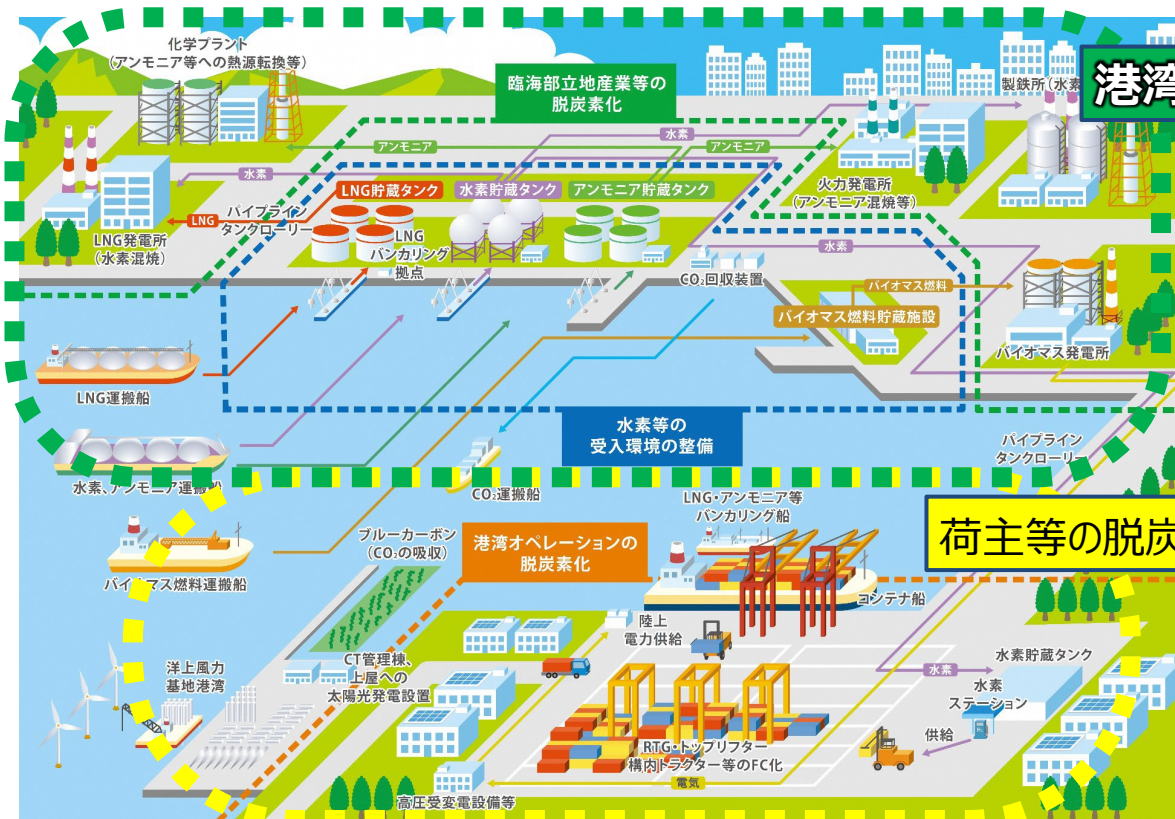 化学プラント
(アンモニア等への熱源転換等)
臨海部立地産業等の
脱炭素化
製鉄所(水素
港湾
水素
アンモニア
アンモニア
水素
LNG貯蔵タンク
水素貯蔵タンク
アンモニア貯蔵タンク
火力発電所
(アンモニア混焼等)
LNG
パイプライン
タンクローリー
LNG発電所
(水素混焼)
LNG
バンカリング
拠点
水素
CO₂回収装置
バイオマス燃料
バイオマス燃料貯蔵施設
バイオマス発電所
LNG運搬船
水素等の
受入環境の整備
パイプライン
タンクローリー
水素、アンモニア運搬船
CO₂運搬船
LNG・アンモニア等
バンカリング船
ブルーカーボン
(CO₂の吸収)
港湾オペレーションの
脱炭素化
荷主等の脱炭
バイオマス燃料運搬船
コンテナ船
陸上
電力供給
洋上風力
基地港湾
CT管理棟、
上屋への
太陽光発電設置
水素
水素貯蔵タンク
水素
ステーション
供給
RTG・トップリフター
構内トラクター等のFC化
電気
高圧受変電設備等